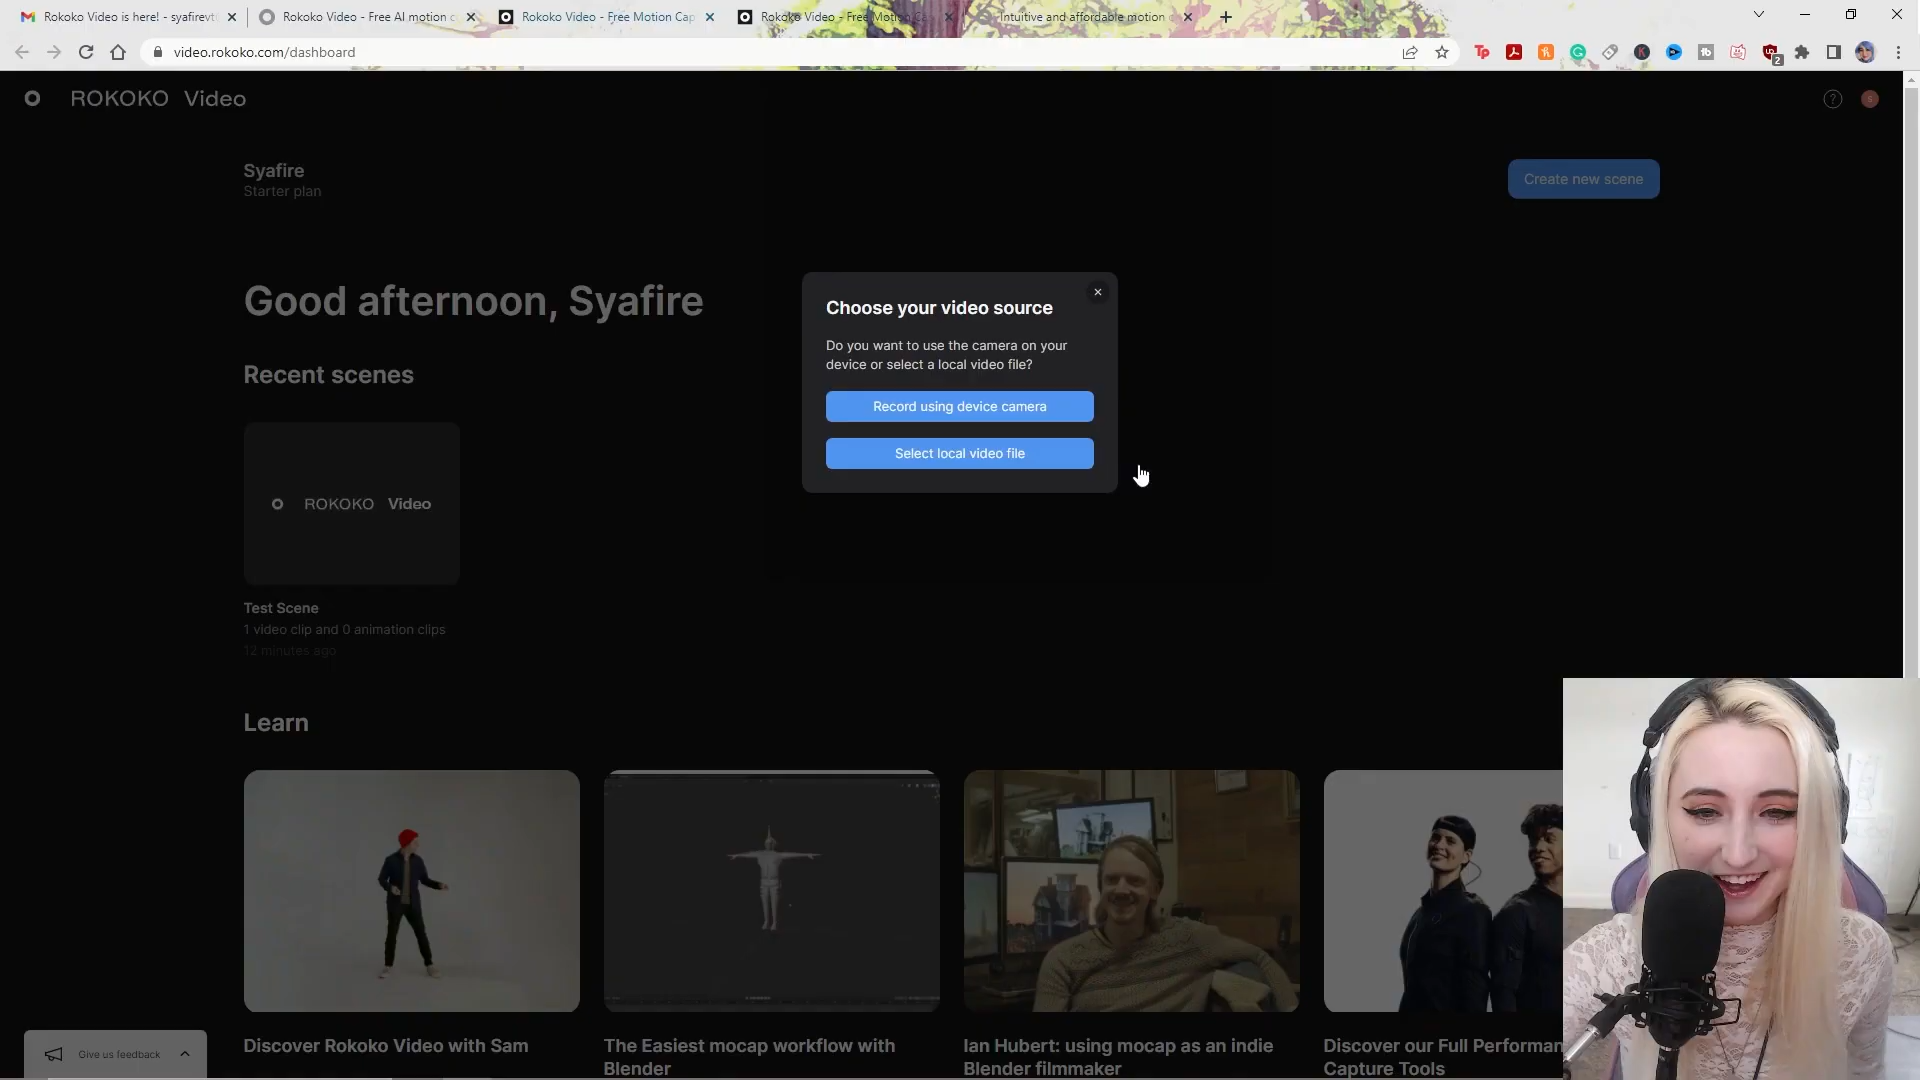 Rokoko Video is here! - syafirevt
Rokoko Video - Free AI motion c
Rokoko Video - Free Motion Cap
Rokoko Video - Free Motion Ca
Intuitive and affordable motion c
video.rokoko.com/dashboard
ROKOKO Video
Syafire
Starter plan
Create new scene
Good afternoon, Syafire
Choose your video source
Do you want to use the camera on your
device or select a local video file?
Record using device camera
Select local video file
Recent scenes
ROKOKO Video
Test Scene
1 video clip and 0 animation clips
12 minutes ago
Learn
Give us feedback
Discover Rokoko Video with Sam
The Easiest mocap workflow with
Blender
Ian Hubert: using mocap as an indie
Blender filmmaker
Discover our Full Performan
Capture Tools